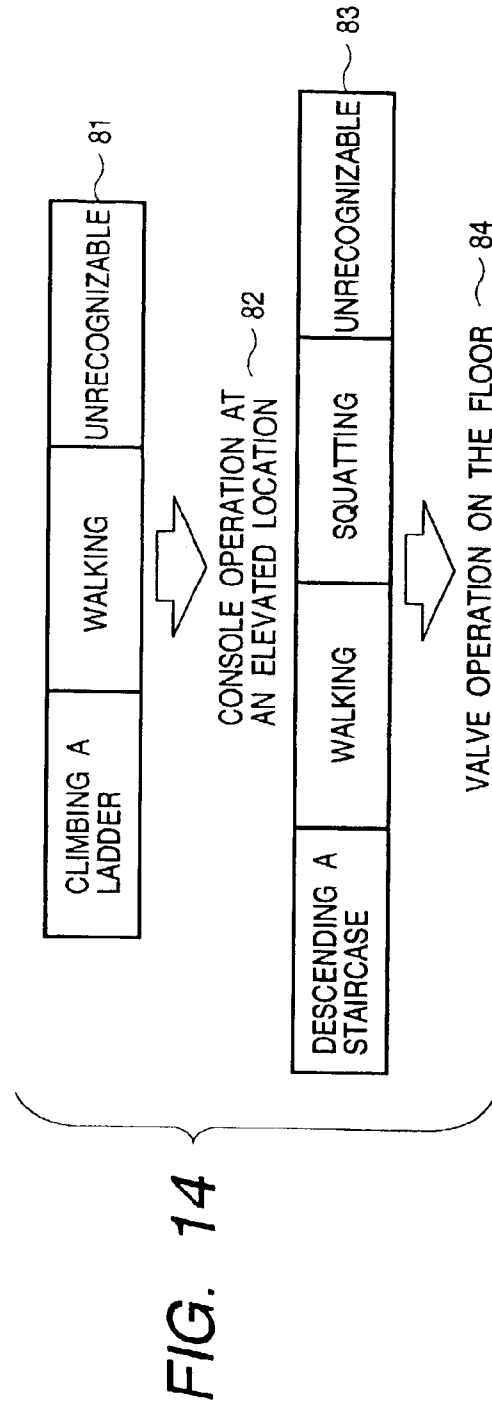 FIG. 14
CLIMBING A
LADDER
WALKING
UNRECOGNIZABLE
81
CONSOLE OPERATION AT
AN ELEVATED LOCATION
82
DESCENDING A
STAIRCASE
WALKING
SQUATTING
UNRECOGNIZABLE
83
VALVE OPERATION ON THE FLOOR
84